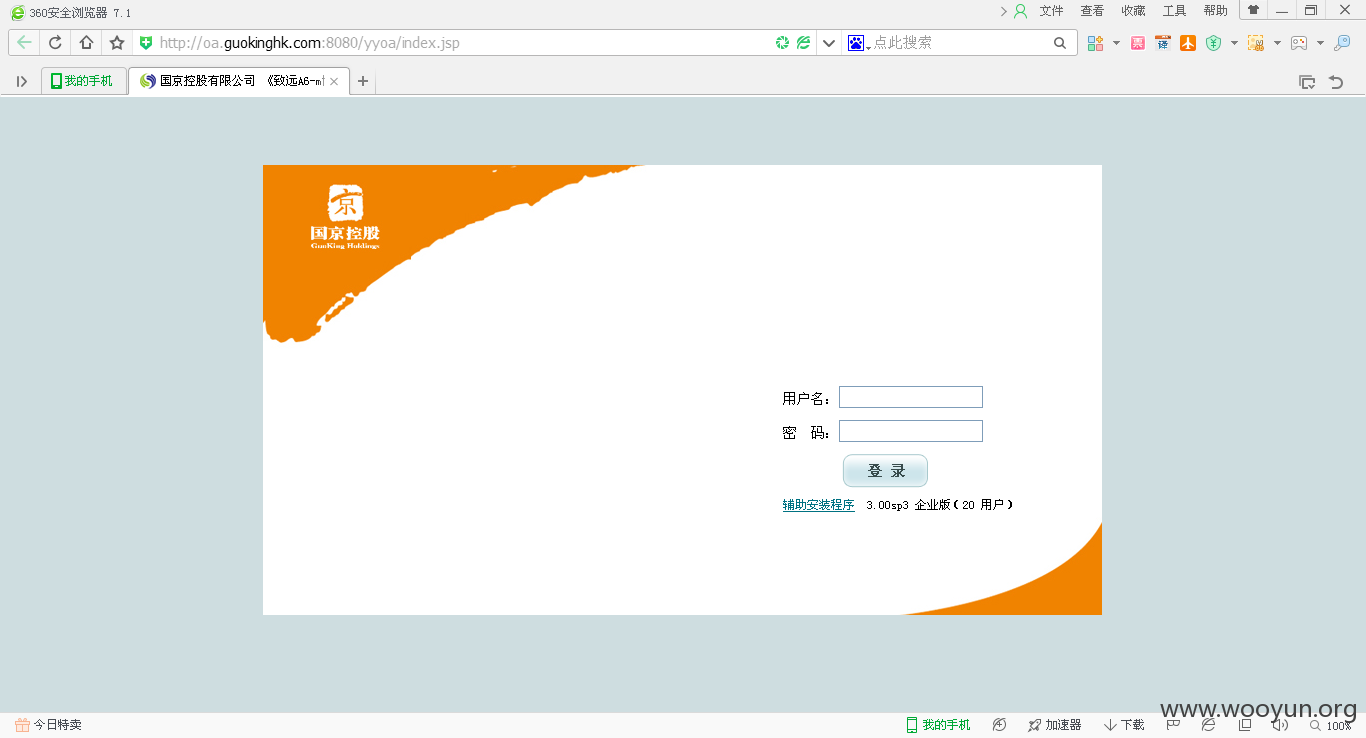 360安全浏览器 7.1
文件 查看 收藏 工具 帮助
http://oa.guokinghk.com:8080/yyoa/index.jsp
点此搜索
我的手机
国京控股有限公司 《致远A6-m
京
国京控股
GuoKing Holdings
用户名：
密 码：
登 录
辅助安装程序 3.00sp3 企业版(20 用户)
www.wooyun.org
今日特卖
我的手机 加速器 下载 100%